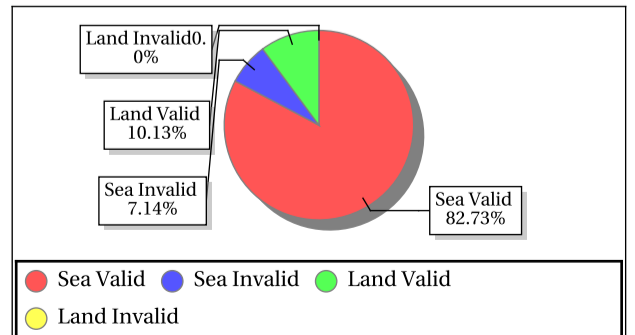 Land Invalid0.
0%
Land Valid
10.13%
Sea Invalid
7.14%
Sea Valid
82.73%
Sea Valid Sea Invalid Land Valid
Land Invalid